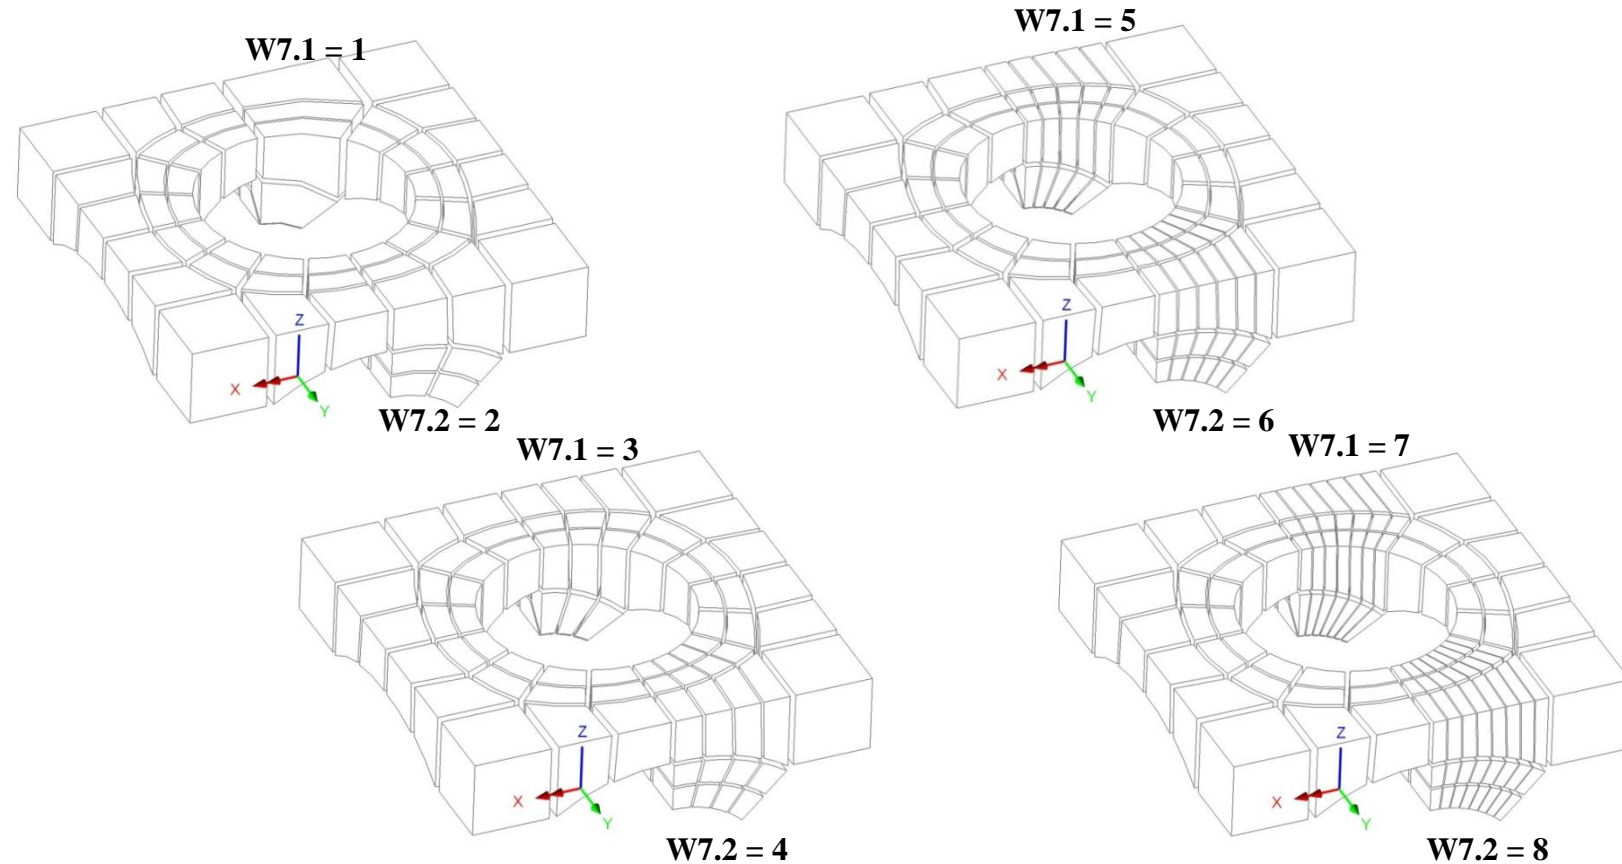 W7.1 = 1
Z
X
Y
W7.2 = 2
W7.1 = 5
Z
X
Y
W7.2 = 6
W7.1 = 3
Z
X
Y
W7.2 = 4
W7.1 = 7
Z
X
Y
W7.2 = 8